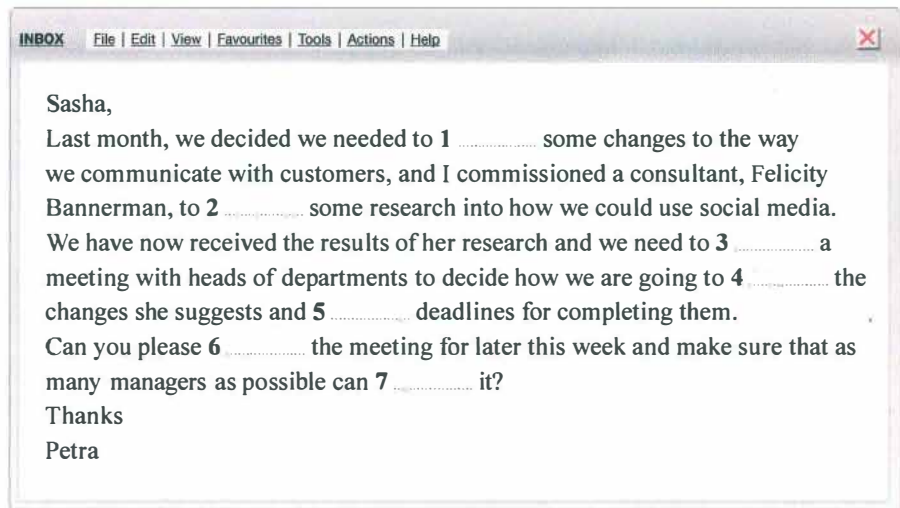 INBOX File | Edit | View | Favourites | Tools | Actions | Help
Sasha,
Last month, we decided we needed to 1 .................... some changes to the way
we communicate with customers, and I commissioned a consultant, Felicity
Bannerman, to 2 .................... some research into how we could use social media.
We have now received the results of her research and we need to 3 .................... a
meeting with heads of departments to decide how we are going to 4 .................... the
changes she suggests and 5 .................... deadlines for completing them.
Can you please 6 .................... the meeting for later this week and make sure that as
many managers as possible can 7 .................... it?
Thanks
Petra